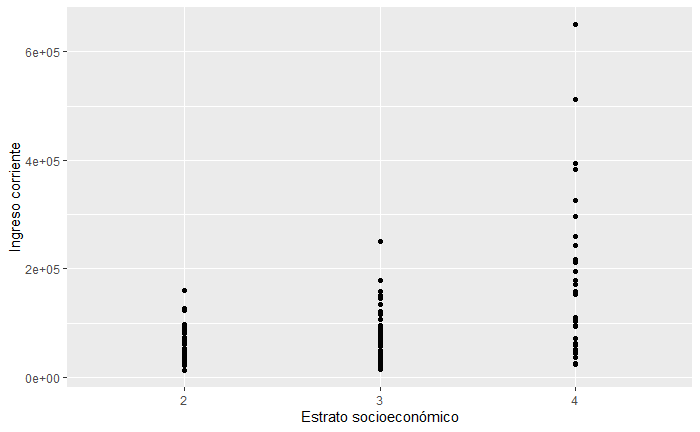 6e+05
4e+05
2e+05
0e+00
Ingreso corriente
2
3
4
Estrato socioeconómico